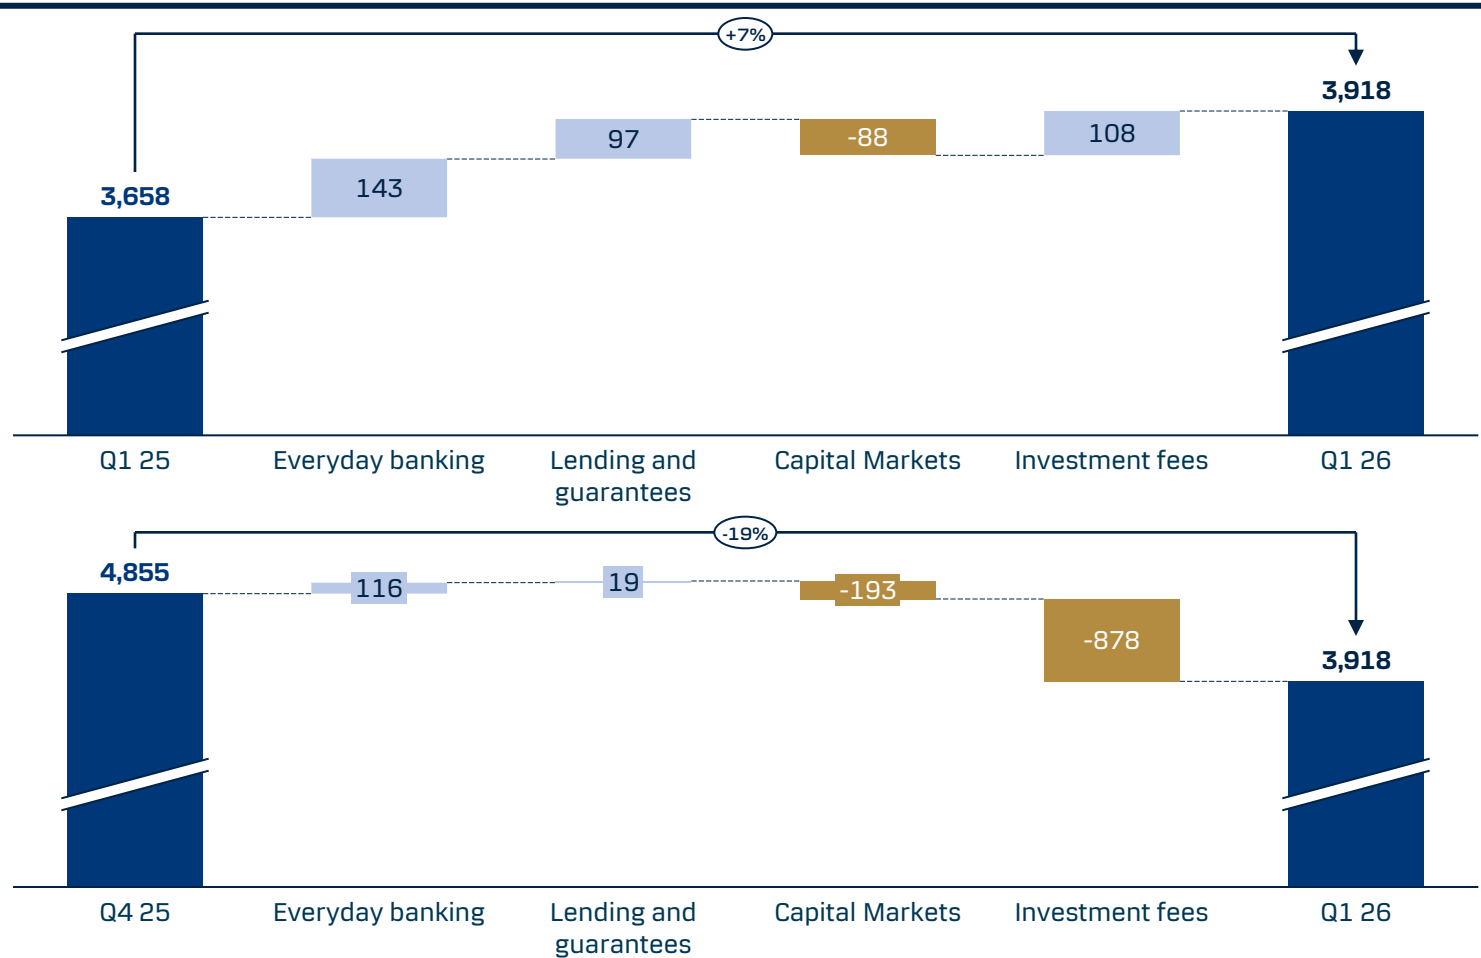 +7%
3,918
97
-88
108
143
3,658
Q1 25
Everyday banking
Lending and
guarantees
Capital Markets
Investment fees
Q1 26
-19%
4,855
116
19
-193
-878
3,918
Q4 25
Everyday banking
Lending and
guarantees
Capital Markets
Investment fees
Q1 26